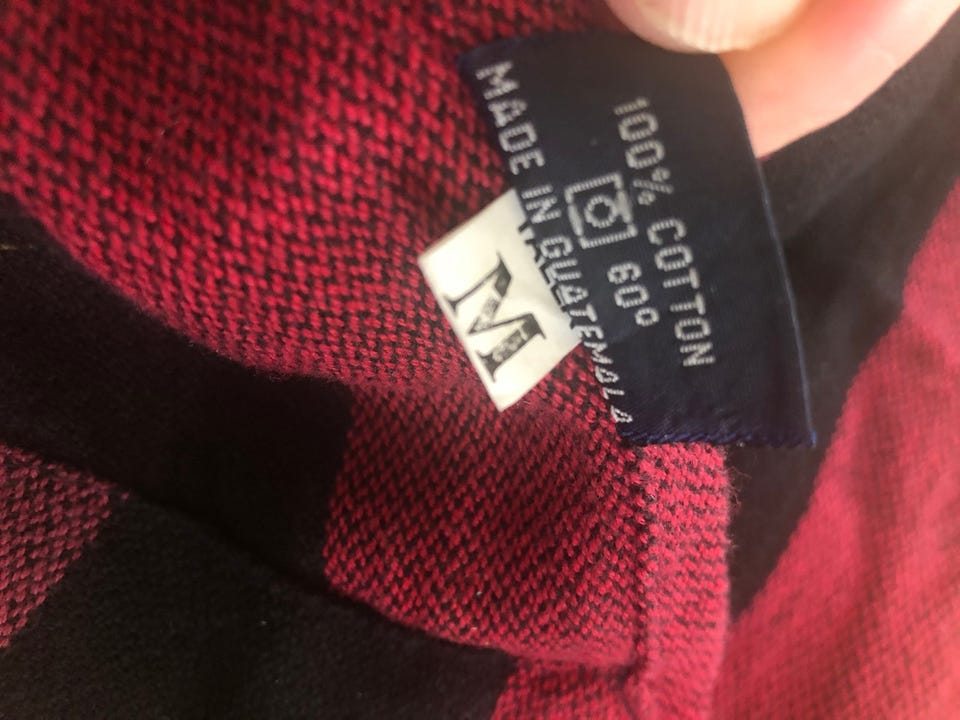 100% COTTON
60°
MADE IN GUATEMALA
M